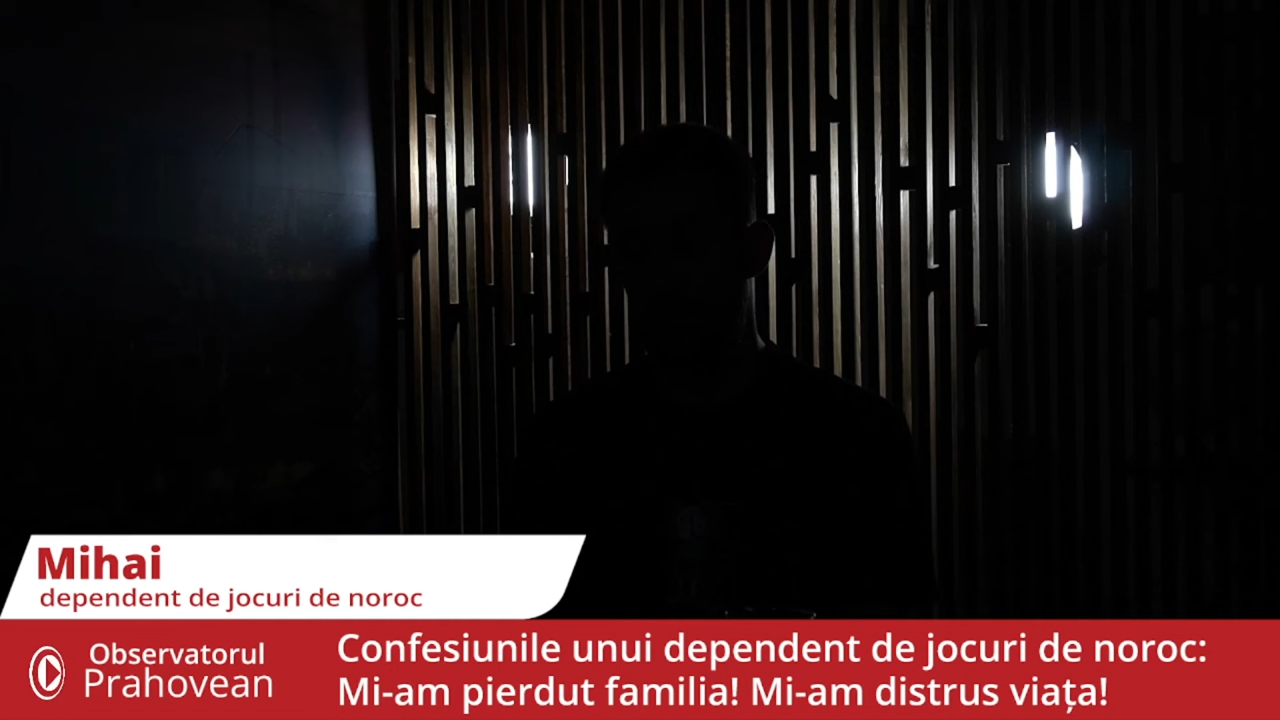 Mihai
dependent de jocuri de noroc
Observatorul
Prahovean
Confesiunile unui dependent de jocuri de noroc:
Mi-am pierdut familia! Mi-am distrus viața!